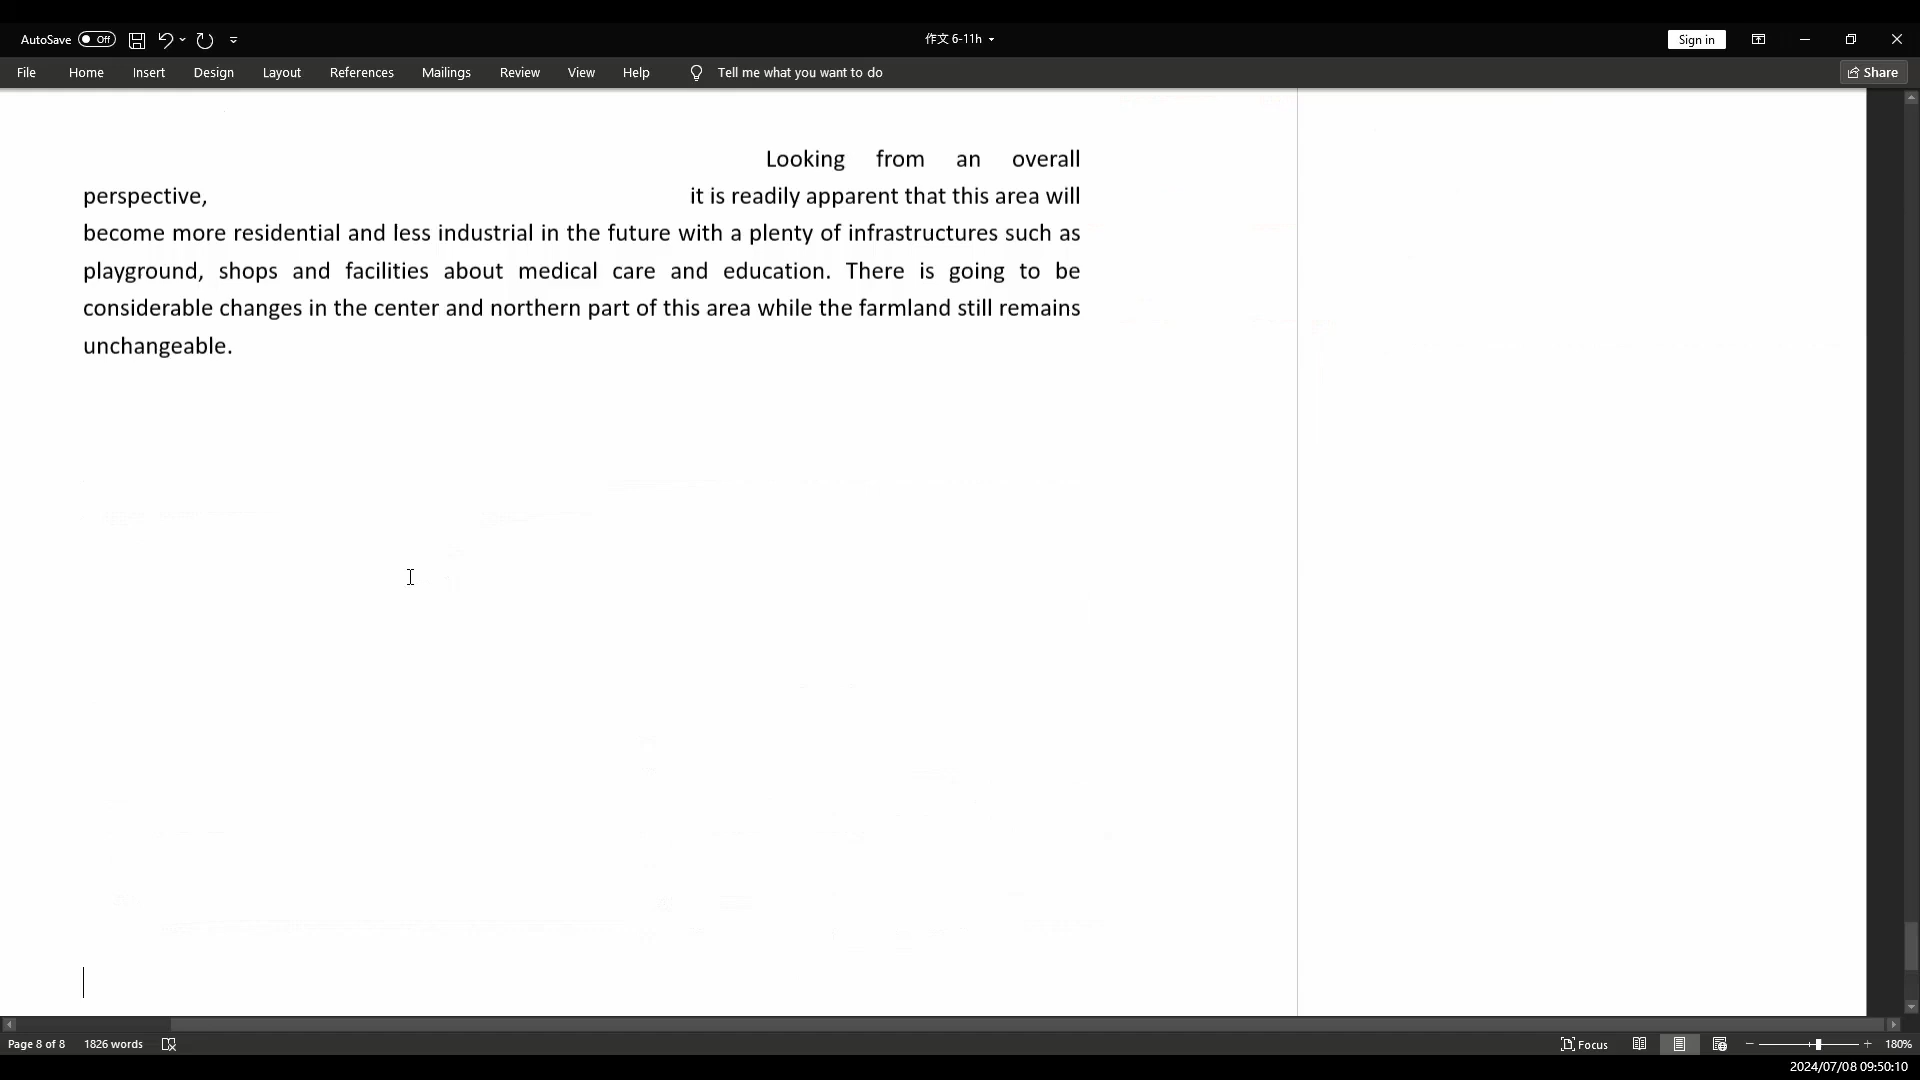 AutoSave Off 作文 6-11h Sign in
File Home Insert Design Layout References Mailings Review View Help Tell me what you want to do Share
Looking from an overall
perspective, it is readily apparent that this area will
become more residential and less industrial in the future with a plenty of infrastructures such as
playground, shops and facilities about medical care and education. There is going to be
considerable changes in the center and northern part of this area while the farmland still remains
unchangeable.
Page 8 of 8 1826 words Focus 180%
2024/07/08 09:50:10